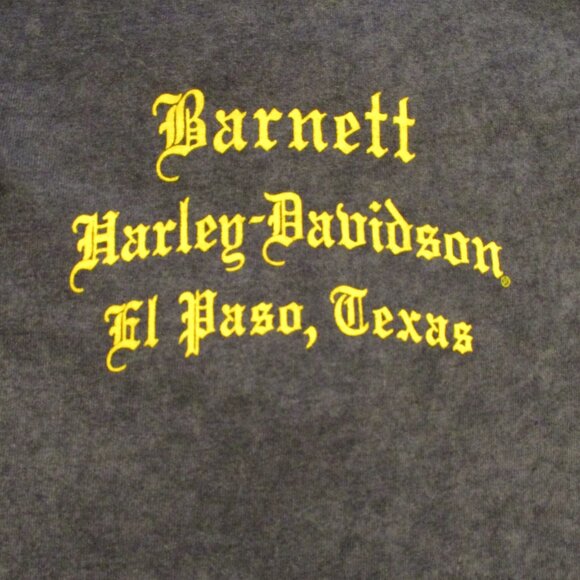 Barnett
Harley-Davidson®
El Paso, Texas